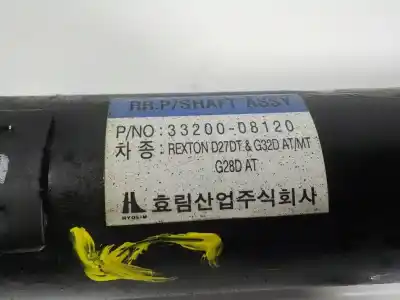 RR.P/SHAFT ASSY
P/NO : 33200-08120
차 종 : REXTON D27DT & G32D AT/MT
G28D AT
HYOLIM
효림산업주식회사